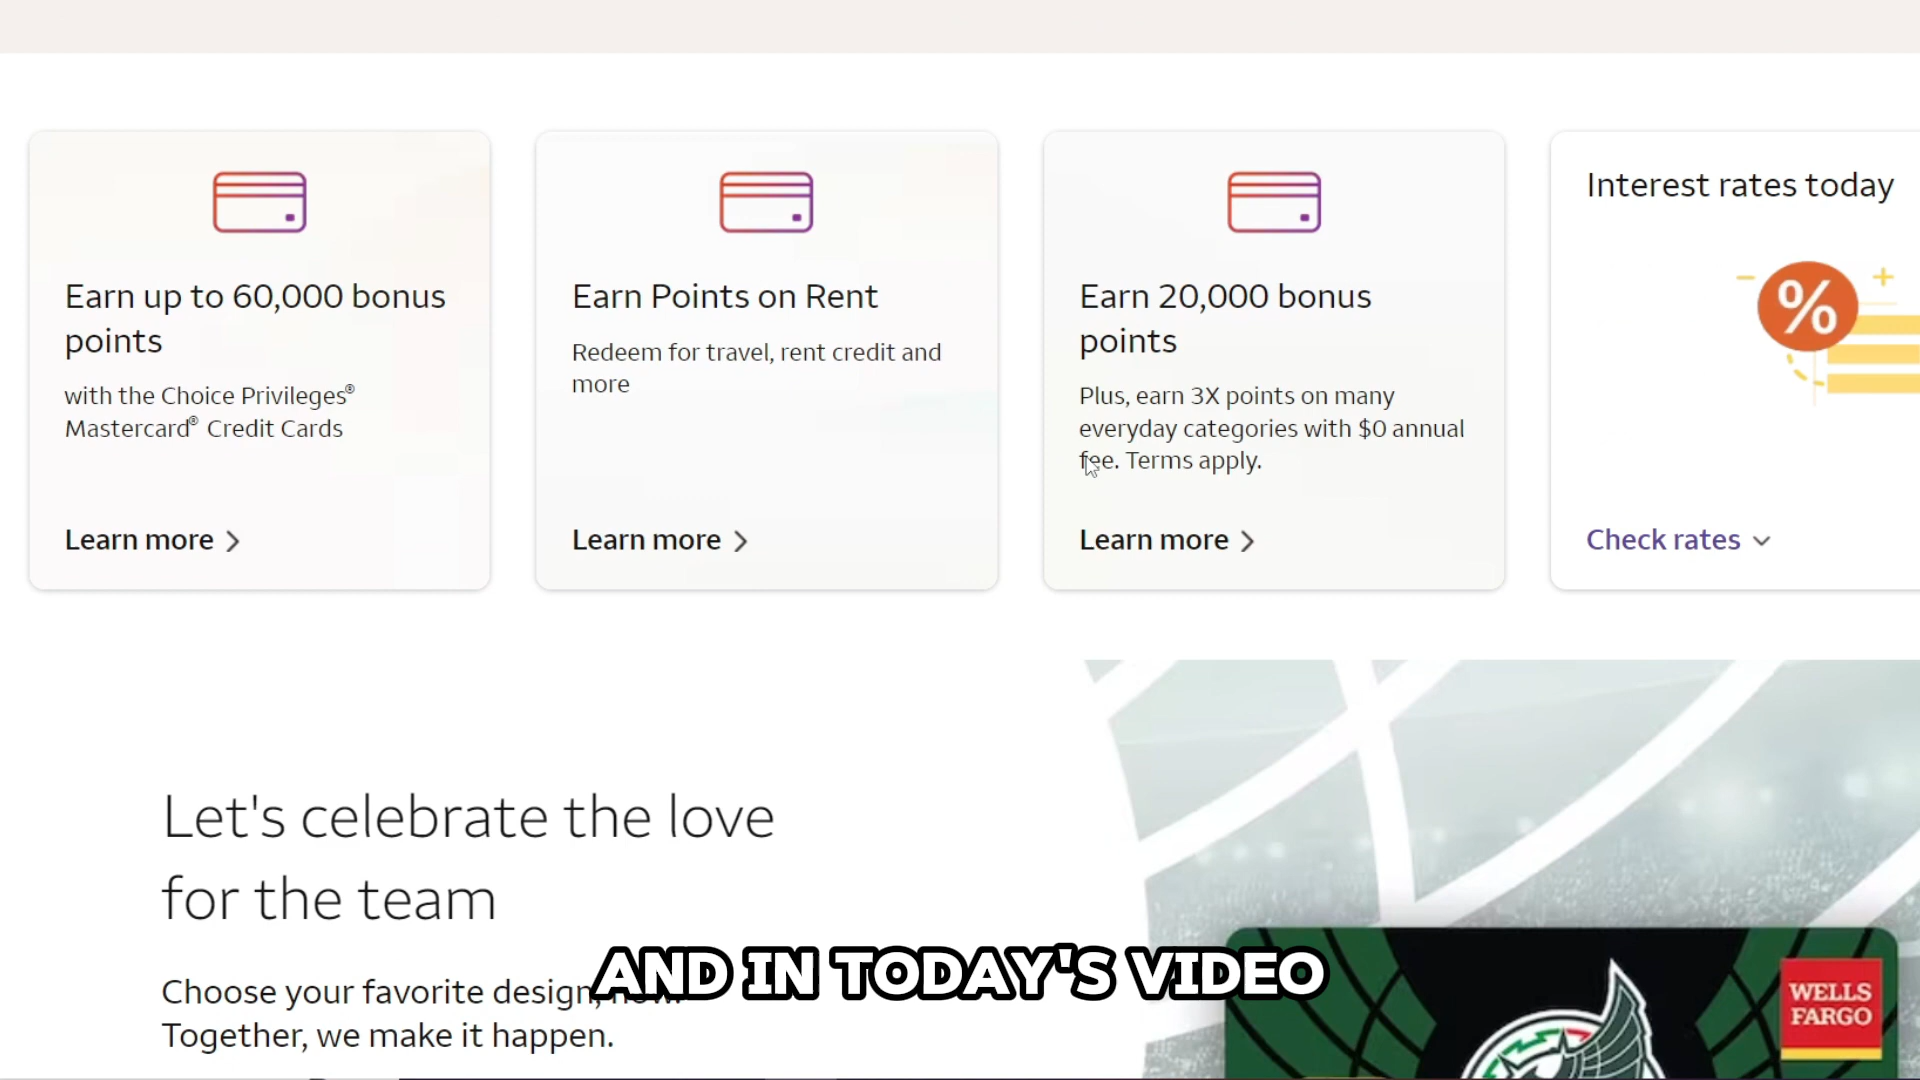 Earn up to 60,000 bonus
points
with the Choice Privileges®
Mastercard® Credit Cards
Learn more
Earn Points on Rent
Redeem for travel, rent credit and
more
Learn more
Earn 20,000 bonus
points
Plus, earn 3X points on many
everyday categories with $0 annual
fee. Terms apply.
Learn more
Interest rates today
%
Check rates
Let's celebrate the love
for the team
Choose your favorite design,
Together, we make it happen.
AND IN TODAY'S VIDEO
WELLS
FARGO